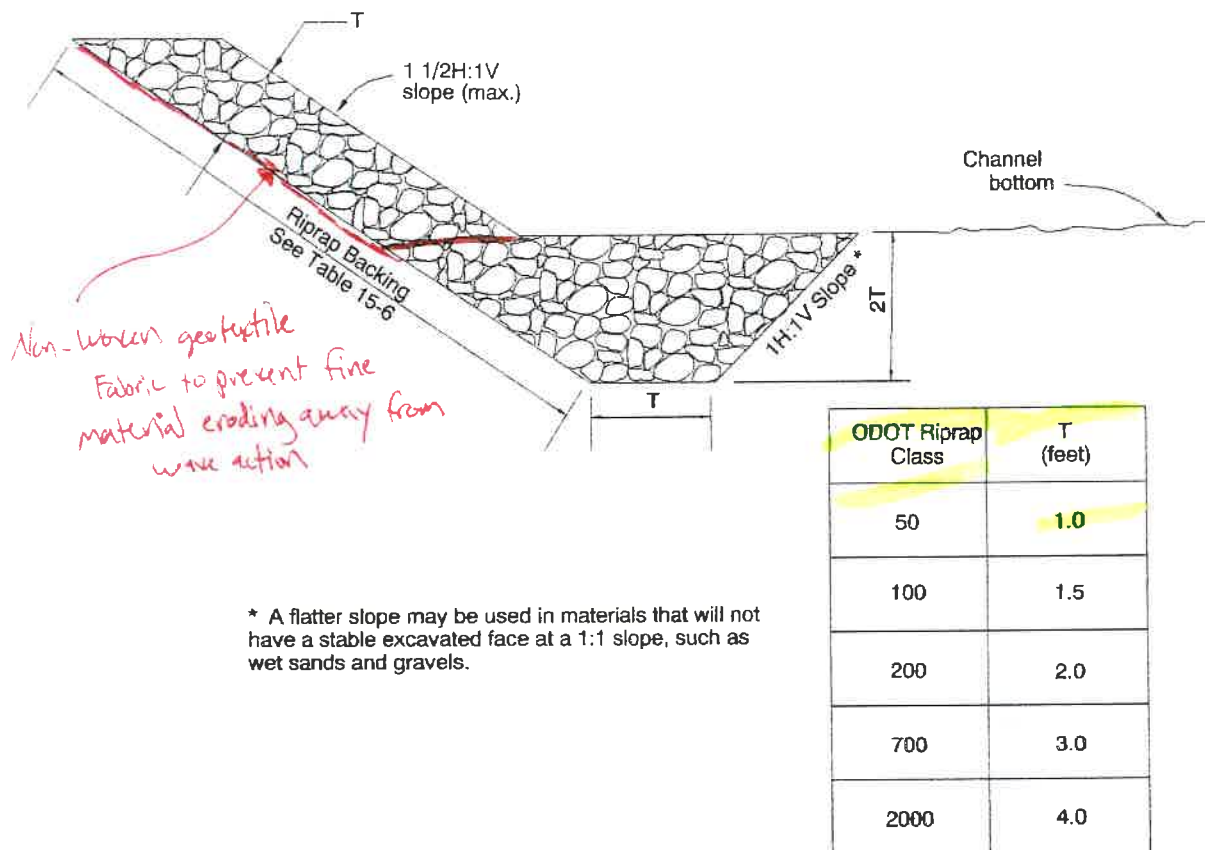 T
1 1/2H:1V
slope (max.)
Channel
bottom
Riprap Backing
See Table 15-6
1H:1V Slope *
2T
T
Non-woven geotextile
Fabric to prevent fine
material eroding away from
wave action
ODOT Riprap
Class
T
(feet)
50
1.0
100
1.5
200
2.0
700
3.0
2000
4.0
* A flatter slope may be used in materials that will not
have a stable excavated face at a 1:1 slope, such as
wet sands and gravels.